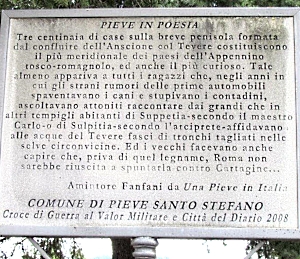 PIEVE IN POESIA
Tre centinaia di case sulla breve penisola formata
dal confluire dell'Anscione col Tevere costituiscono
il più meridionale dei paesi dell'Appennino
tosco-romagnolo, ed anche il più curioso. Tale
almeno appariva a tutti i ragazzi che, negli anni in
cui gli strani rumori delle prime automobili
spaventavano i cani e stupivano i contadini,
ascoltavano attoniti raccontare dai grandi che in
altri tempi gli abitanti di Suppetia-secondo il maestro
Carlo-o di Sulpitia-secondo l'arciprete-affidavano
alle acque del Tevere fasci di tronchi tagliati nelle
selve circonvicine. Ed i vecchi facevano anche
capire che, priva di quel legname, Roma non
sarebbe riuscita a spuntarla contro Cartagine...
Amintore Fanfani da Una Pieve in Italia
COMUNE DI PIEVE SANTO STEFANO
Croce di Guerra al Valor Militare e Città del Diario 2008